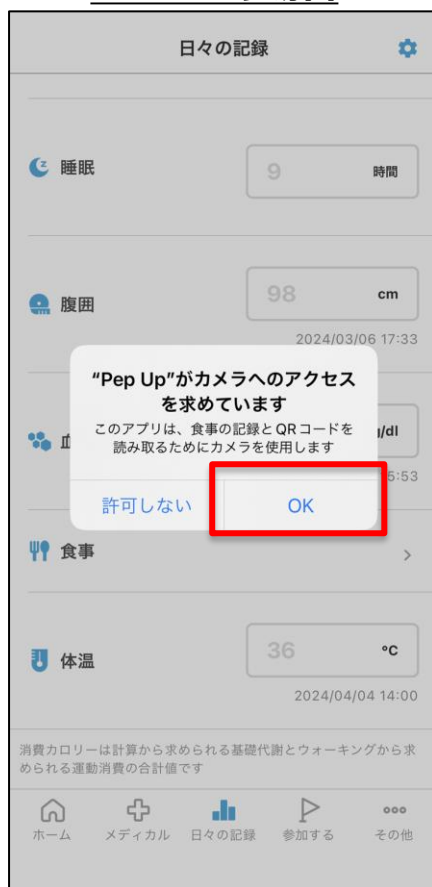 日々の記録
睡眠
9
時間
腹囲
98
cm
2024/03/06 17:33
“Pep Up”がカメラへのアクセス
を求めています
このアプリは、食事の記録とQRコードを
読み取るためにカメラを使用します
許可しない
OK
/dl
5:53
食事
体温
36
°C
2024/04/04 14:00
消費カロリーは計算から求められる基礎代謝とウォーキングから求
められる運動消費の合計値です
ホーム
メディカル
日々の記録
参加する
その他